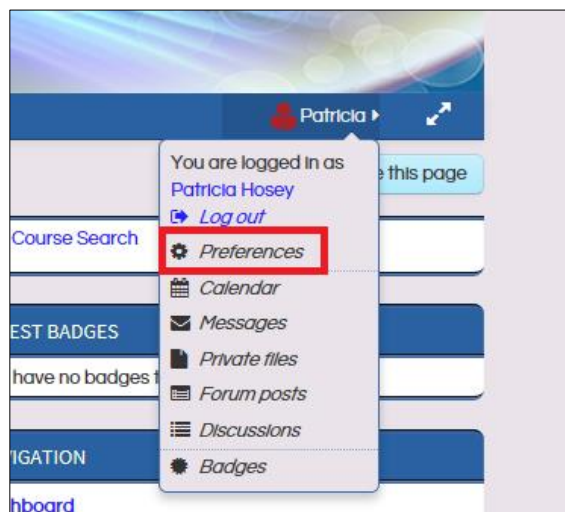 Patricia
You are logged in as
Patricia Hosey
Log out
Preferences
Calendar
Messages
Private files
Forum posts
Discussions
Badges
this page
Course Search
EST BADGES
have no badges t
IGATION
hboard